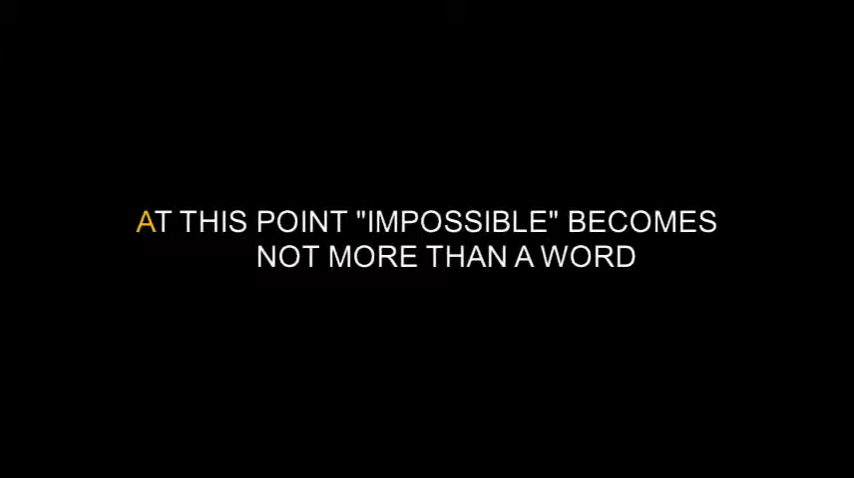 AT THIS POINT "IMPOSSIBLE" BECOMES
NOT MORE THAN A WORD